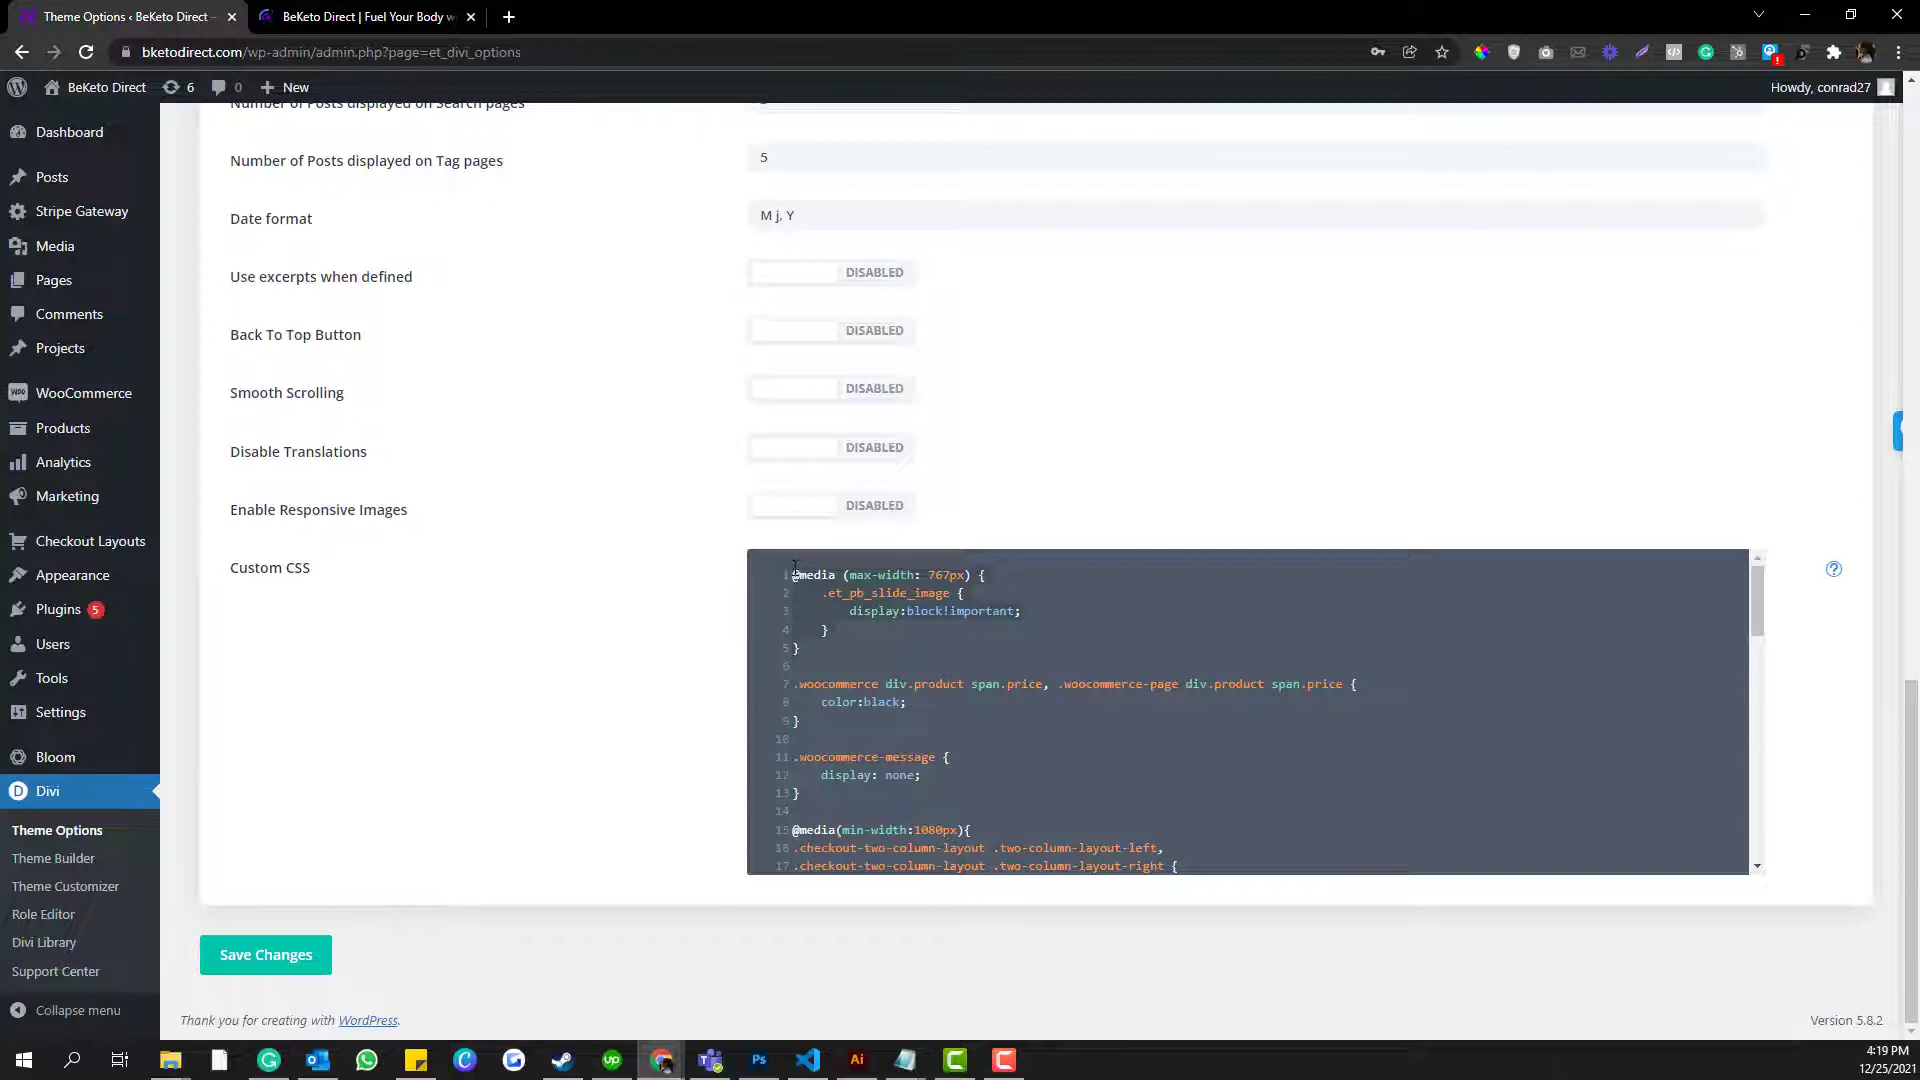 Theme Options ‹ BeKeto Direct –
BeKeto Direct | Fuel Your Body w
bketodirect.com/wp-admin/admin.php?page=et_divi_options
BeKeto Direct
6
0
New
Howdy, conrad27
Dashboard
Posts
Stripe Gateway
Media
Pages
Comments
Projects
WooCommerce
Products
Analytics
Marketing
Checkout Layouts
Appearance
Plugins 5
Users
Tools
Settings
Bloom
Divi
Theme Options
Theme Builder
Theme Customizer
Role Editor
Divi Library
Support Center
Collapse menu
Number of Posts displayed on Search pages
Number of Posts displayed on Tag pages
5
Date format
M j, Y
Use excerpts when defined
DISABLED
Back To Top Button
DISABLED
Smooth Scrolling
DISABLED
Disable Translations
DISABLED
Enable Responsive Images
DISABLED
Custom CSS
1 @media (max-width: 767px) {
2 .et_pb_slide_image {
3 display:block!important;
4 }
5 }
6
7 .woocommerce div.product span.price, .woocommerce-page div.product span.price {
8 color:black;
9 }
10
11 .woocommerce-message {
12 display: none;
13 }
14
15 @media(min-width:1080px){
16 .checkout-two-column-layout .two-column-layout-left,
17 .checkout-two-column-layout .two-column-layout-right {
Save Changes
Thank you for creating with WordPress.
Version 5.8.2
4:19 PM
12/25/2021